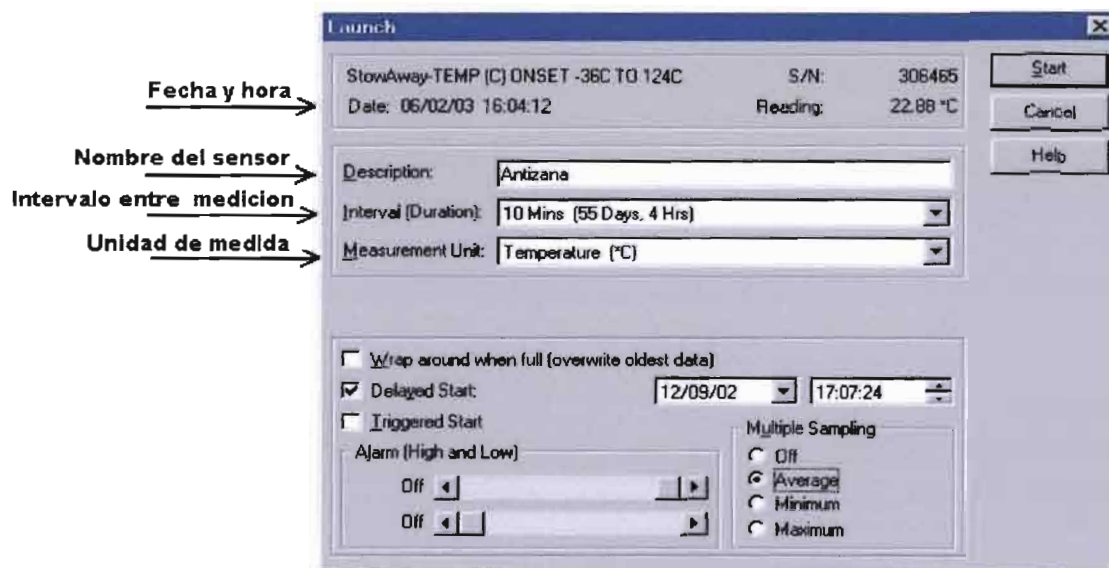 Launch
StowAway-TEMP (C) ONSET -36C TO 124C S/N: 306465
Start
Fecha y hora
Date: 06/02/03 16:04:12 Reading: 22.88 °C
Cancel
Help
Nombre del sensor
Description: Antizana
Intervalo entre medicion
Interval (Duration): 10 Mins (55 Days, 4 Hrs)
Unidad de medida
Measurement Unit: Temperature (°C)
Wrap around when full (overwrite oldest data)
Delayed Start: 12/09/02 17:07:24
Triggered Start
Multiple Sampling
Alarm (High and Low)
Off
Off
Average
Off
Minimum
Maximum